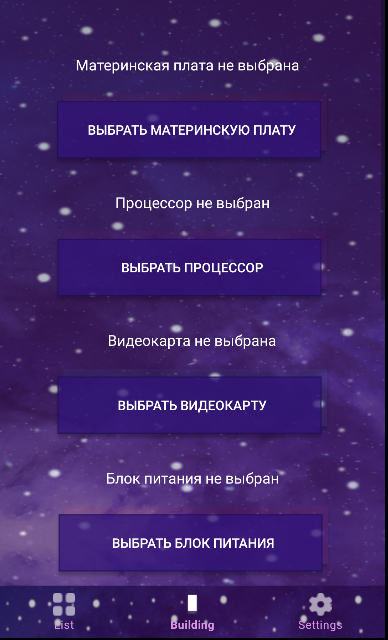 Материнская плата не выбрана
ВЫБРАТЬ МАТЕРИНСКУЮ ПЛАТУ
Процессор не выбран
ВЫБРАТЬ ПРОЦЕССОР
Видеокарта не выбрана
ВЫБРАТЬ ВИДЕОКАРТУ
Блок питания не выбран
ВЫБРАТЬ БЛОК ПИТАНИЯ
List Building Settings